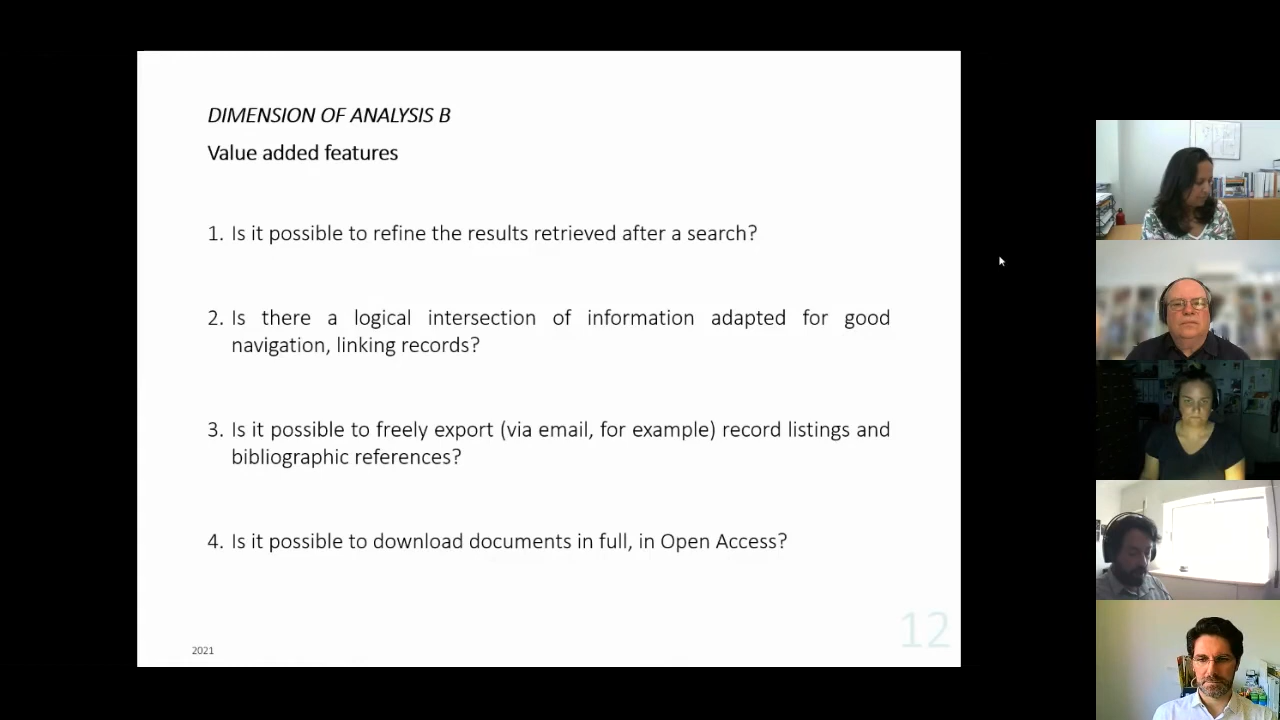 DIMENSION OF ANALYSIS B
Value added features
1. Is it possible to refine the results retrieved after a search?
2. Is there a logical intersection of information adapted for good
navigation, linking records?
3. Is it possible to freely export (via email, for example) record listings and
bibliographic references?
4. Is it possible to download documents in full, in Open Access?
2021
12